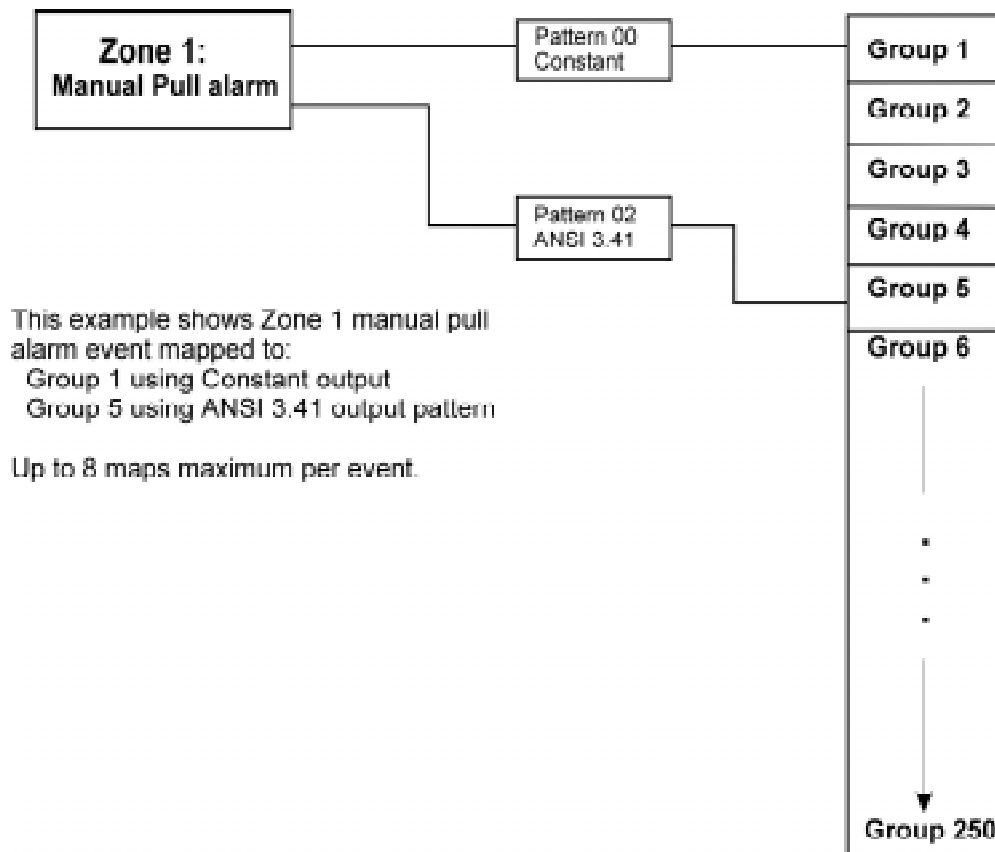 Zone 1:
Manual Pull alarm
Pattern 00
Constant
Pattern 02
ANSI 3.41
Group 1
Group 2
Group 3
Group 4
Group 5
Group 6
Group 250
This example shows Zone 1 manual pull
alarm event mapped to:
Group 1 using Constant output
Group 5 using ANSI 3.41 output pattern
Up to 8 maps maximum per event.